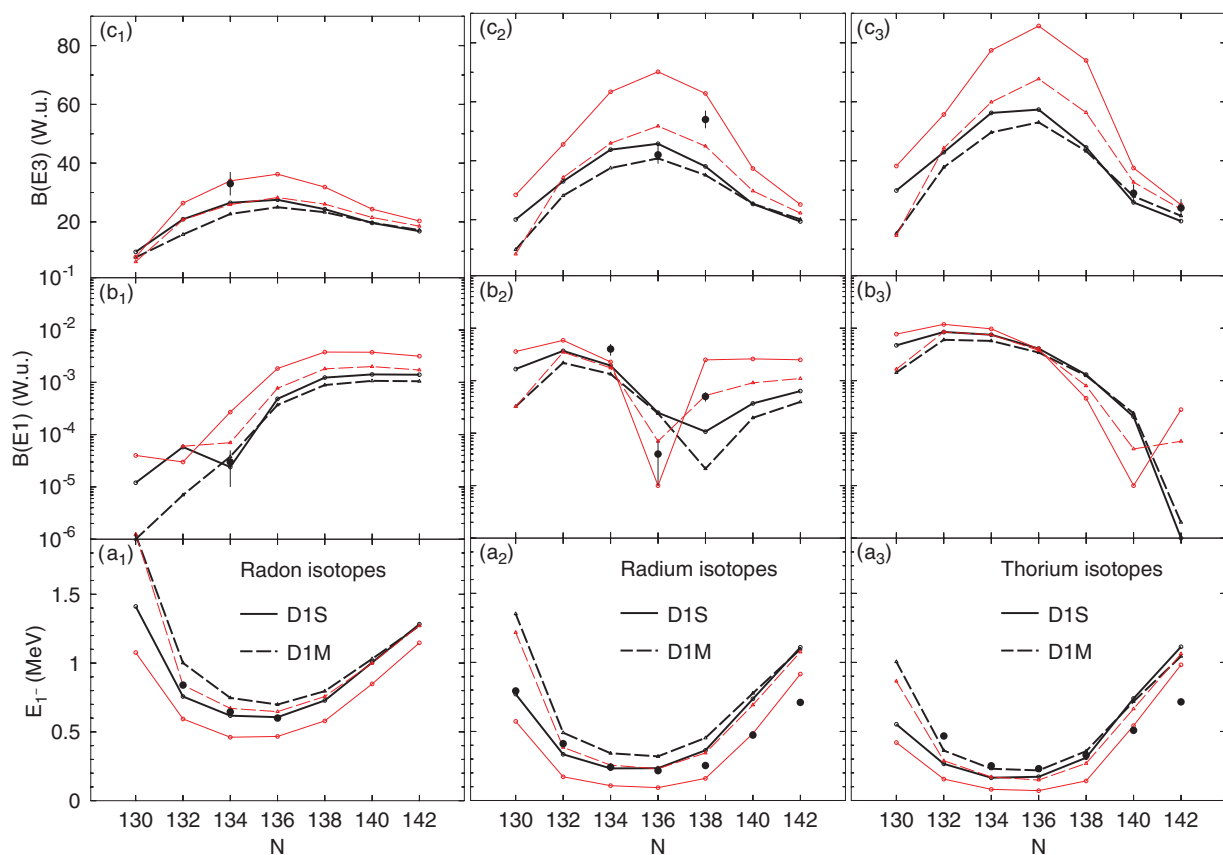 (c₁)
(c₂)
(c₃)
80
60
40
20
B(E3) (W.u.)
(b₁)
(b₂)
(b₃)
10⁻¹
10⁻²
10⁻³
10⁻⁴
10⁻⁵
10⁻⁶
B(E1) (W.u.)
(a₁)
(a₂)
(a₃)
Radon isotopes
Radium isotopes
Thorium isotopes
D1S
D1S
D1S
D1M
D1M
D1M
1.5
1
0.5
0
E₁₋ (MeV)
130 132 134 136 138 140 142
130 132 134 136 138 140 142
130 132 134 136 138 140 142
N
N
N